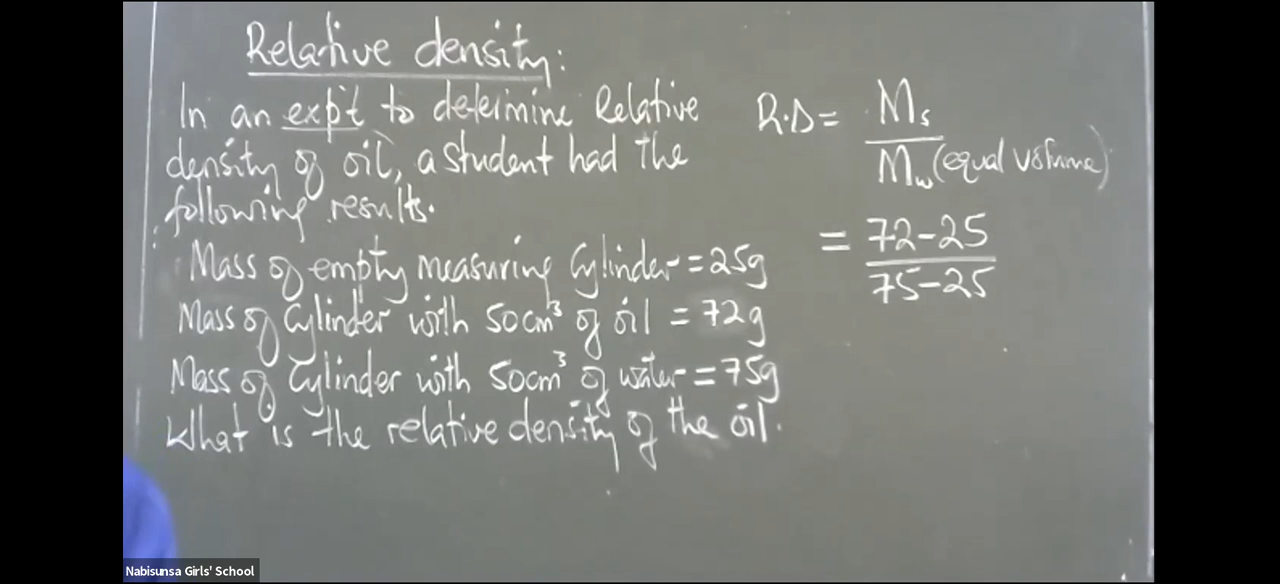 Relative density:
In an exp't to determine Relative
density of oil, a student had the
following results.
Mass of empty measuring Cylinder = 25g
Mass of Cylinder with 50cm³ of oil = 72g
Mass of Cylinder with 50cm³ of water = 75g
What is the relative density of the oil.
R.D = Ms
Mw (equal volume)
= 72-25
75-25
Nabisunsa Girls' School